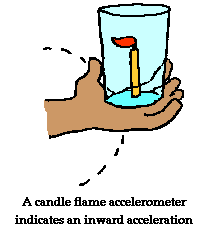 A candle flame accelerometer
indicates an inward acceleration